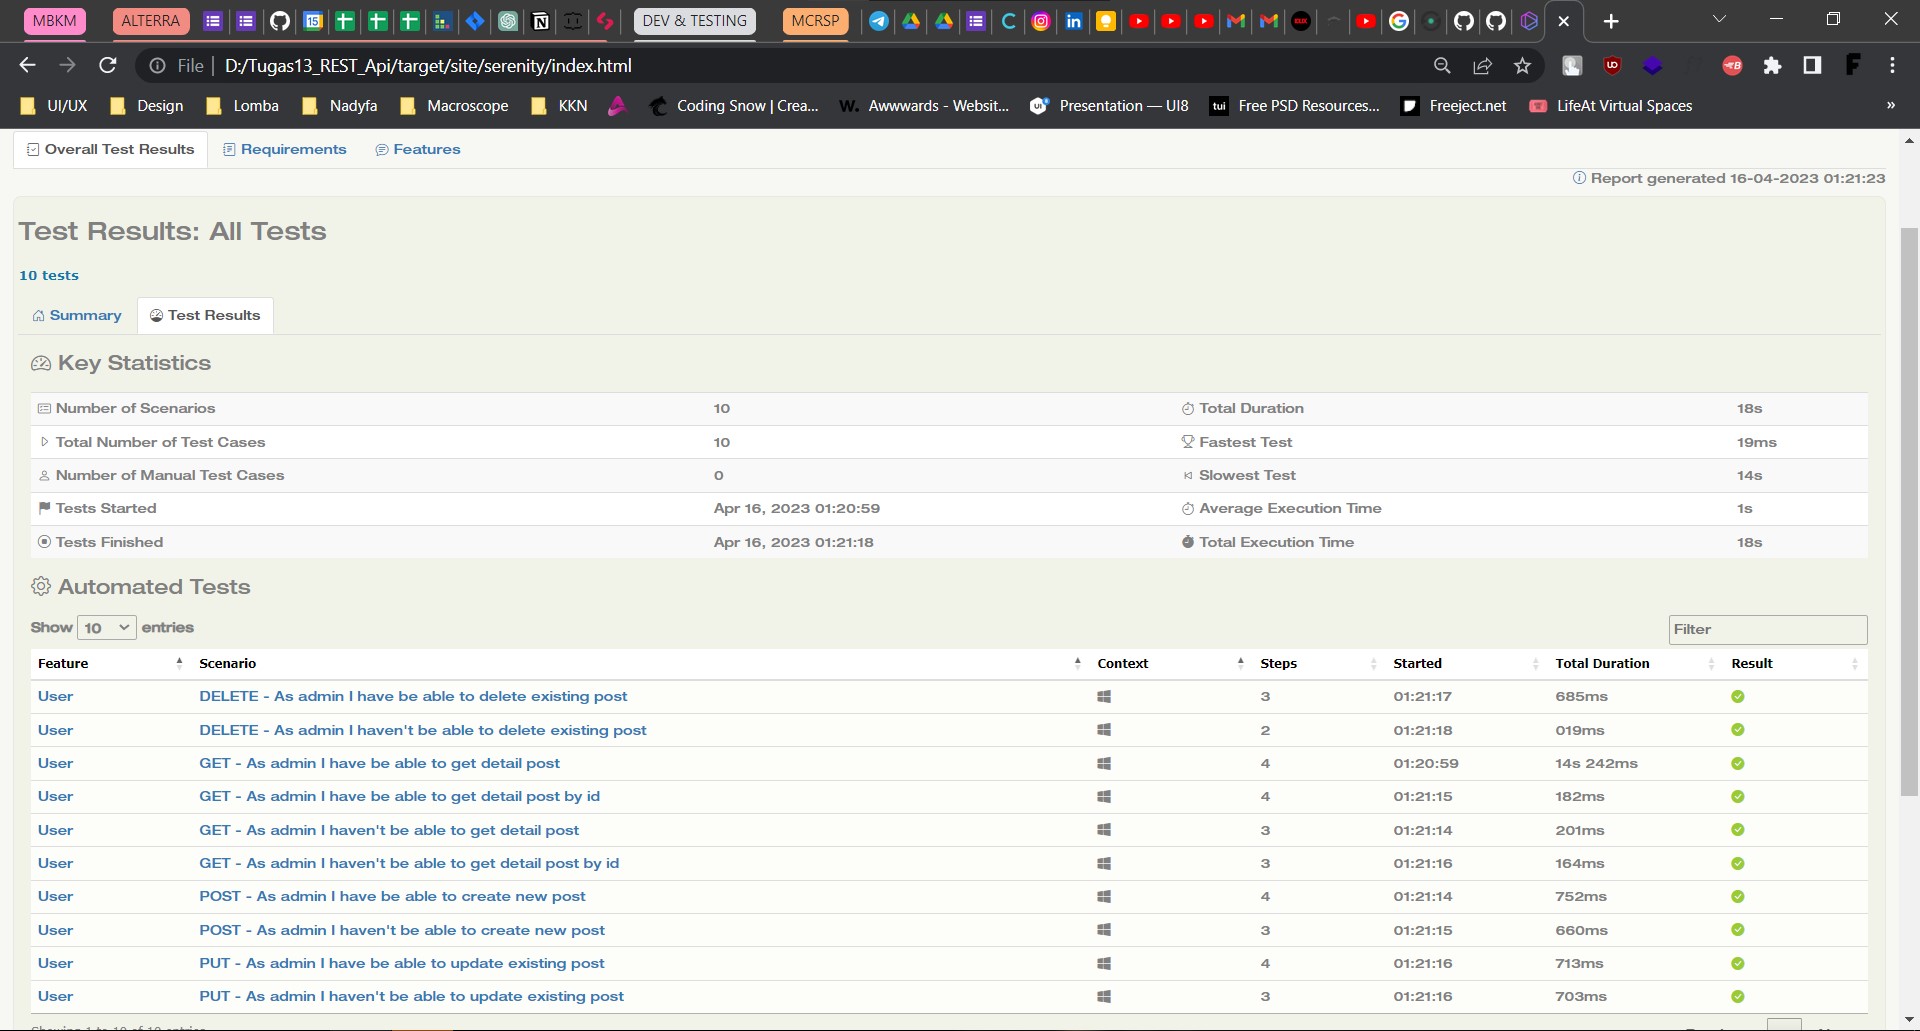 MBKM ALTERRA DEV & TESTING MCRSP
File D:/Tugas13_REST_Api/target/site/serenity/index.html
UI/UX Design Lomba Nadyfa Macroscope KKN Coding Snow | Crea... Awwwards - Websit... Presentation — UI8 Free PSD Resources... Freeject.net LifeAt Virtual Spaces »
Overall Test Results Requirements Features
Report generated 16-04-2023 01:21:23
Test Results: All Tests
10 tests
Summary Test Results
Key Statistics
Number of Scenarios 10 Total Duration 18s
Total Number of Test Cases 10 Fastest Test 19ms
Number of Manual Test Cases 0 Slowest Test 14s
Tests Started Apr 16, 2023 01:20:59 Average Execution Time 1s
Tests Finished Apr 16, 2023 01:21:18 Total Execution Time 18s
Automated Tests
Show 10 entries Filter
Feature Scenario Context Steps Started Total Duration Result
User DELETE - As admin I have be able to delete existing post 3 01:21:17 685ms
User DELETE - As admin I haven't be able to delete existing post 2 01:21:18 019ms
User GET - As admin I have be able to get detail post 4 01:20:59 14s 242ms
User GET - As admin I have be able to get detail post by id 4 01:21:15 182ms
User GET - As admin I haven't be able to get detail post 3 01:21:14 201ms
User GET - As admin I haven't be able to get detail post by id 3 01:21:16 164ms
User POST - As admin I have be able to create new post 4 01:21:14 752ms
User POST - As admin I haven't be able to create new post 3 01:21:15 660ms
User PUT - As admin I have be able to update existing post 4 01:21:16 713ms
User PUT - As admin I haven't be able to update existing post 3 01:21:16 703ms
Showing 1 to 10 of 10 entries